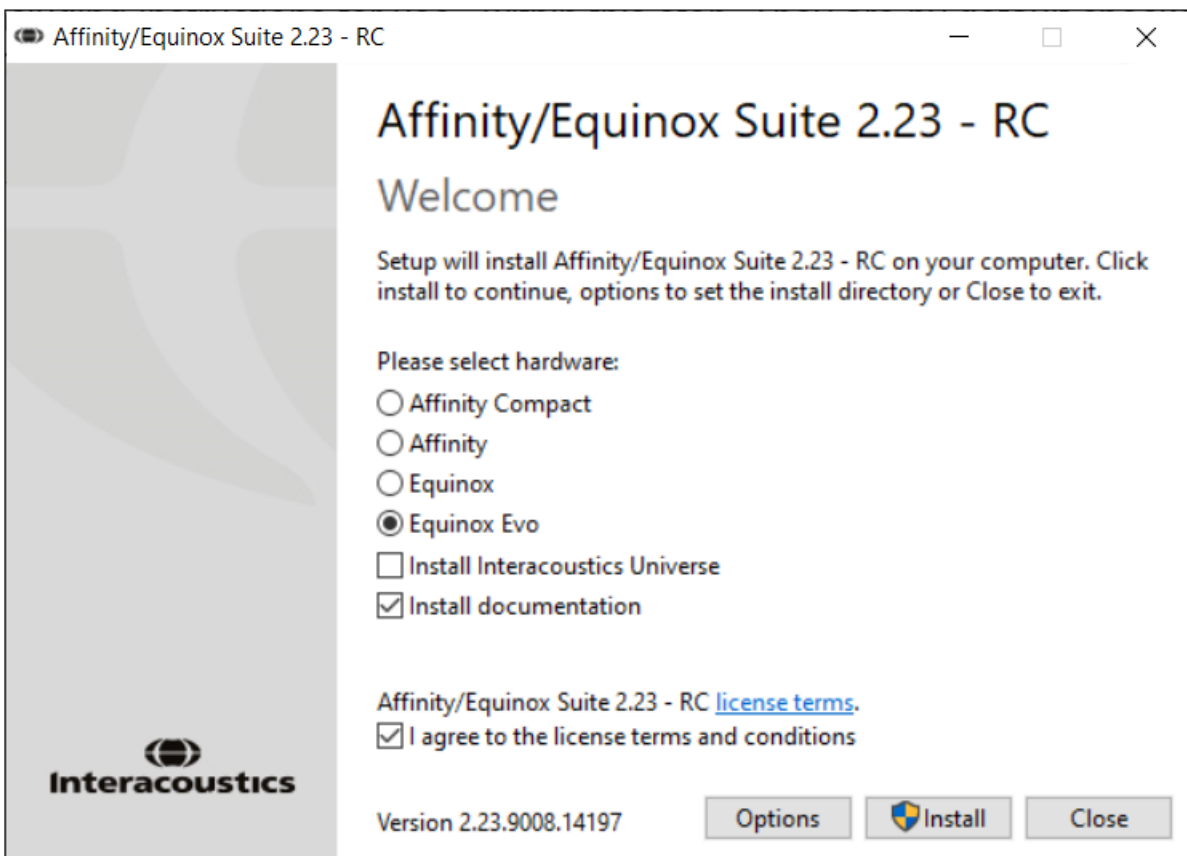 Affinity/Equinox Suite 2.23 - RC
Affinity/Equinox Suite 2.23 - RC
Welcome
Setup will install Affinity/Equinox Suite 2.23 - RC on your computer. Click
install to continue, options to set the install directory or Close to exit.
Please select hardware:
Affinity Compact
Affinity
Equinox
Equinox Evo
Install Interacoustics Universe
Install documentation
Affinity/Equinox Suite 2.23 - RC license terms.
I agree to the license terms and conditions
Interacoustics
Version 2.23.9008.14197
Options
Install
Close